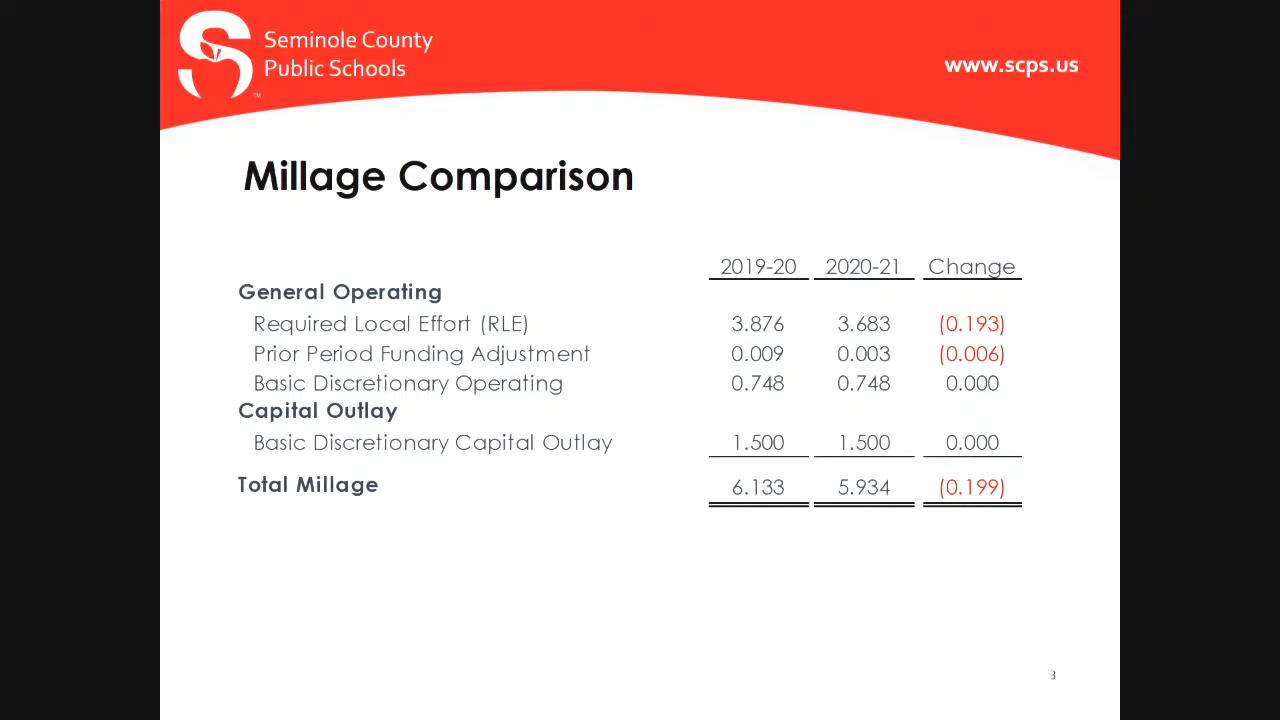 Seminole County
Public Schools
™
www.scps.us
Millage Comparison
2019-20 2020-21 Change
General Operating
Required Local Effort (RLE) 3.876 3.683 (0.193)
Prior Period Funding Adjustment 0.009 0.003 (0.006)
Basic Discretionary Operating 0.748 0.748 0.000
Capital Outlay
Basic Discretionary Capital Outlay 1.500 1.500 0.000
Total Millage 6.133 5.934 (0.199)
3